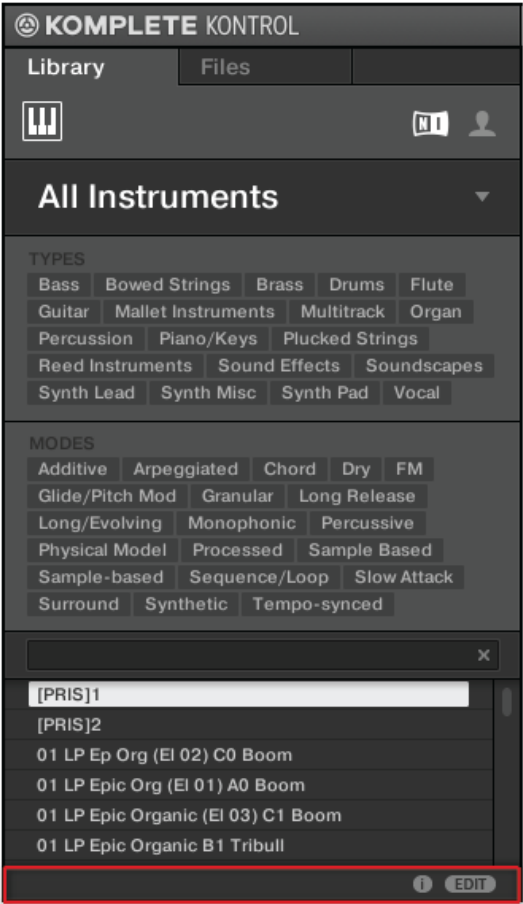 KOMPLETE KONTROL
Library Files
NI
All Instruments
TYPES
Bass Bowed Strings Brass Drums Flute
Guitar Mallet Instruments Multitrack Organ
Percussion Piano/Keys Plucked Strings
Reed Instruments Sound Effects Soundscapes
Synth Lead Synth Misc Synth Pad Vocal
MODES
Additive Arpeggiated Chord Dry FM
Glide/Pitch Mod Granular Long Release
Long/Evolving Monophonic Percussive
Physical Model Processed Sample Based
Sample-based Sequence/Loop Slow Attack
Surround Synthetic Tempo-synced
[PRIS]1
[PRIS]2
01 LP Ep Org (El 02) C0 Boom
01 LP Epic Org (El 01) A0 Boom
01 LP Epic Organic (El 03) C1 Boom
01 LP Epic Organic B1 Tribull
i EDIT